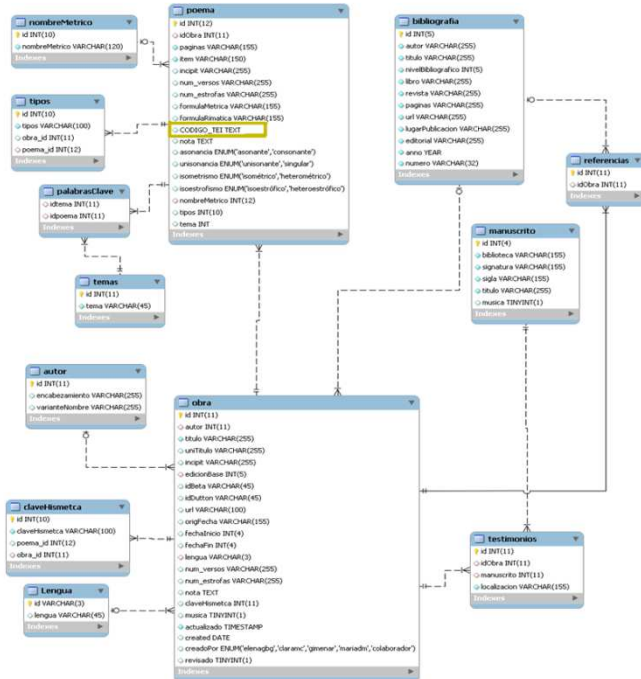 nombreMetrico
id INT(10)
nombreMetrico VARCHAR(120)
Indexes
tipos
id INT(10)
tipos VARCHAR(100)
obra_id INT(11)
poema_id INT(12)
Indexes
palabrasClave
idtema INT(11)
idpoema INT(11)
Indexes
temas
id INT(11)
tema VARCHAR(45)
Indexes
poema
id INT(12)
idObra INT(11)
paginas VARCHAR(155)
item VARCHAR(150)
incipit VARCHAR(255)
num_versos VARCHAR(255)
num_estrofas VARCHAR(255)
formulaMetrica VARCHAR(155)
formulaRimatica VARCHAR(155)
CODIGO_TEI TEXT
nota TEXT
asonancia ENUM('asonante','consonante')
unisonancia ENUM('unisonante','singular')
isometrismo ENUM('isométrico','heterométrico')
isoestrofismo ENUM('isoestrófico','heteroestrófico')
nombreMetrico INT(12)
tipos INT(10)
tema INT
Indexes
bibliografia
id INT(5)
autor VARCHAR(255)
titulo VARCHAR(255)
nivelBibliografico INT(5)
libro VARCHAR(255)
revista VARCHAR(255)
paginas VARCHAR(255)
url VARCHAR(255)
lugarPublicacion VARCHAR(255)
editorial VARCHAR(255)
anno YEAR
numero VARCHAR(32)
Indexes
referencias
id INT(11)
idObra INT(11)
Indexes
manuscrito
id INT(4)
biblioteca VARCHAR(155)
signatura VARCHAR(155)
sigla VARCHAR(155)
titulo VARCHAR(255)
musica TINYINT(1)
Indexes
autor
id INT(11)
encabezamiento VARCHAR(255)
varianteNombre VARCHAR(255)
Indexes
claveHismetca
id INT(10)
claveHismetca VARCHAR(100)
poema_id INT(12)
obra_id INT(11)
Indexes
Lengua
id VARCHAR(3)
lengua VARCHAR(45)
Indexes
obra
id INT(11)
autor INT(11)
titulo VARCHAR(255)
uniTitulo VARCHAR(255)
incipit VARCHAR(255)
edicionBase INT(5)
idBeta VARCHAR(45)
idDutton VARCHAR(45)
url VARCHAR(100)
origFecha VARCHAR(155)
fechaInicio INT(4)
fechaFin INT(4)
lengua VARCHAR(3)
num_versos VARCHAR(255)
num_estrofas VARCHAR(255)
nota TEXT
claveHismetca INT(11)
musica TINYINT(1)
actualizado TIMESTAMP
created DATE
creadoPor ENUM('elenagbg','claramc','gimenar','mariadm','colaborador')
revisado TINYINT(1)
Indexes
testimonios
id INT(11)
idObra INT(11)
manuscrito INT(11)
localizacion VARCHAR(155)
Indexes